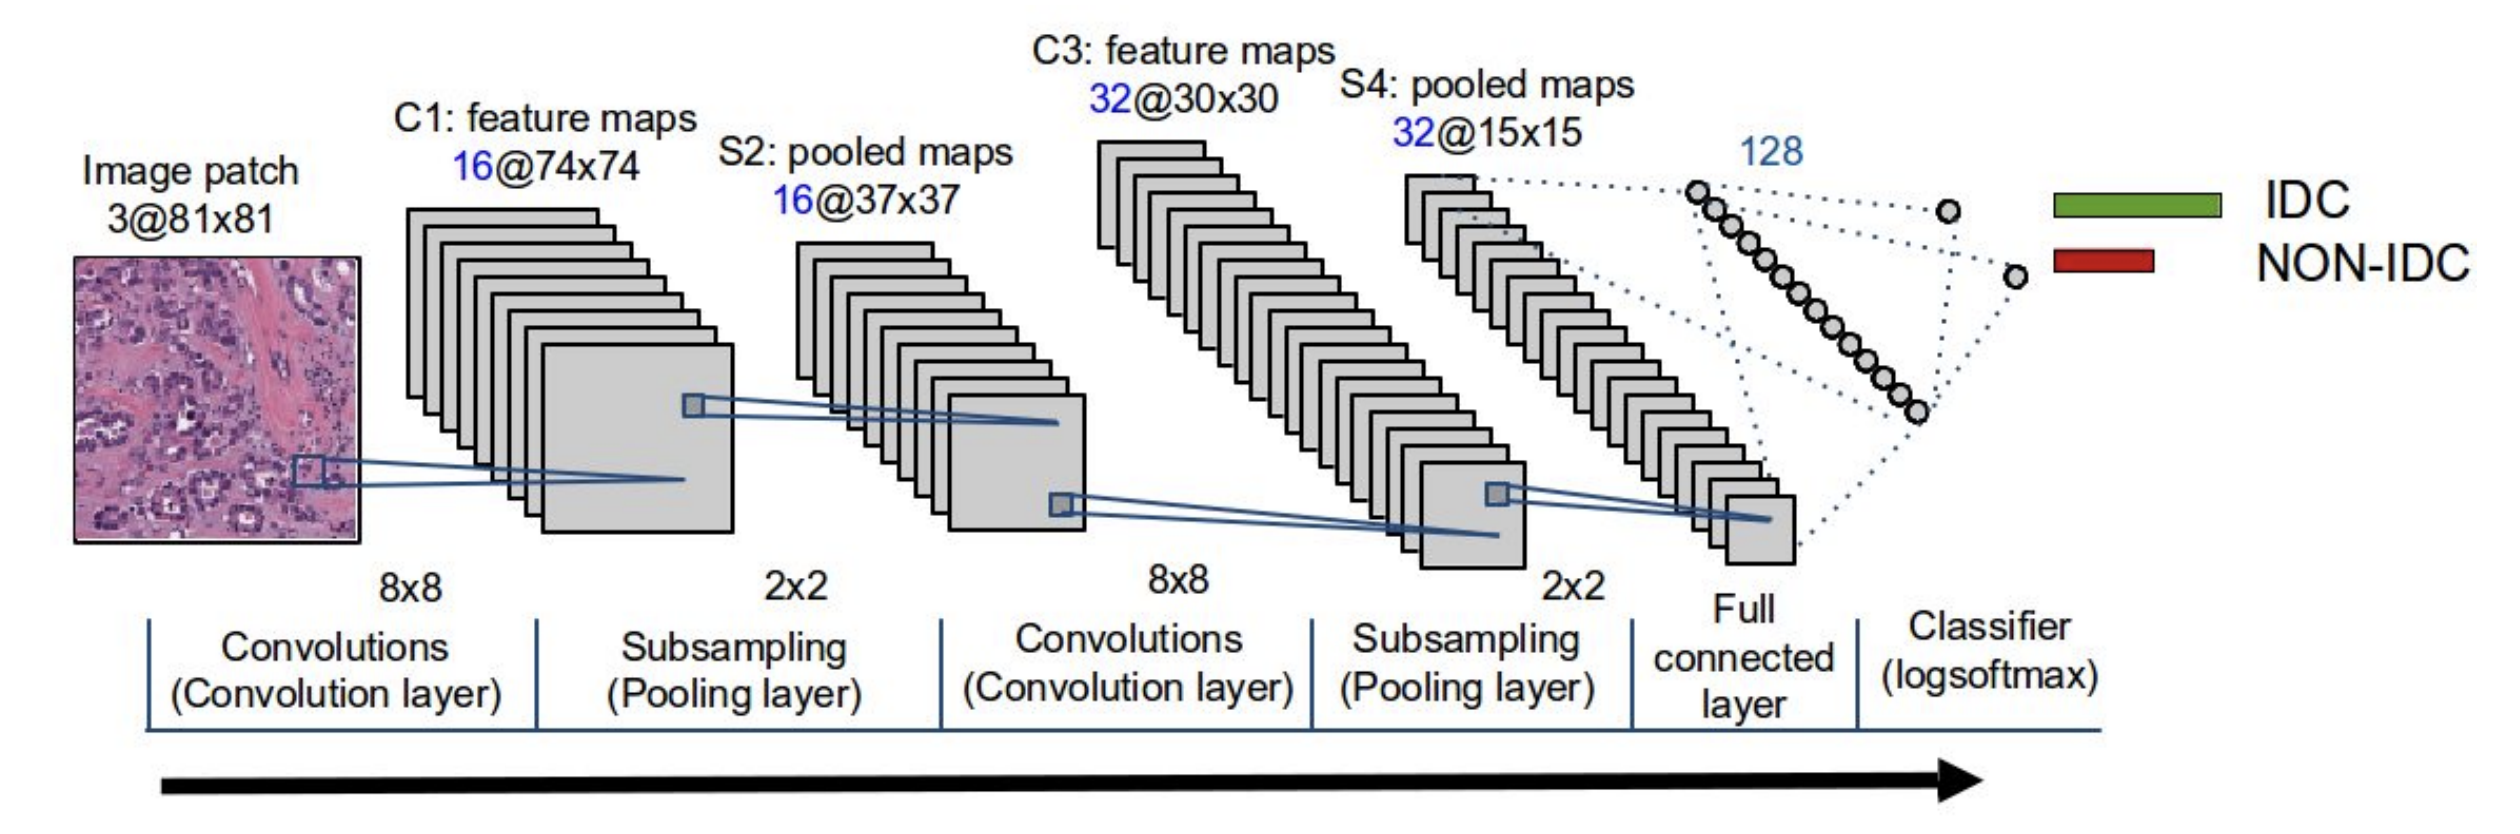 Image patch
3@81x81
C1: feature maps
16@74x74
S2: pooled maps
16@37x37
C3: feature maps
32@30x30
S4: pooled maps
32@15x15
128
IDC
NON-IDC
8x8
2x2
8x8
2x2
Convolutions
(Convolution layer)
Subsampling
(Pooling layer)
Convolutions
(Convolution layer)
Subsampling
(Pooling layer)
Full
connected
layer
Classifier
(logsoftmax)